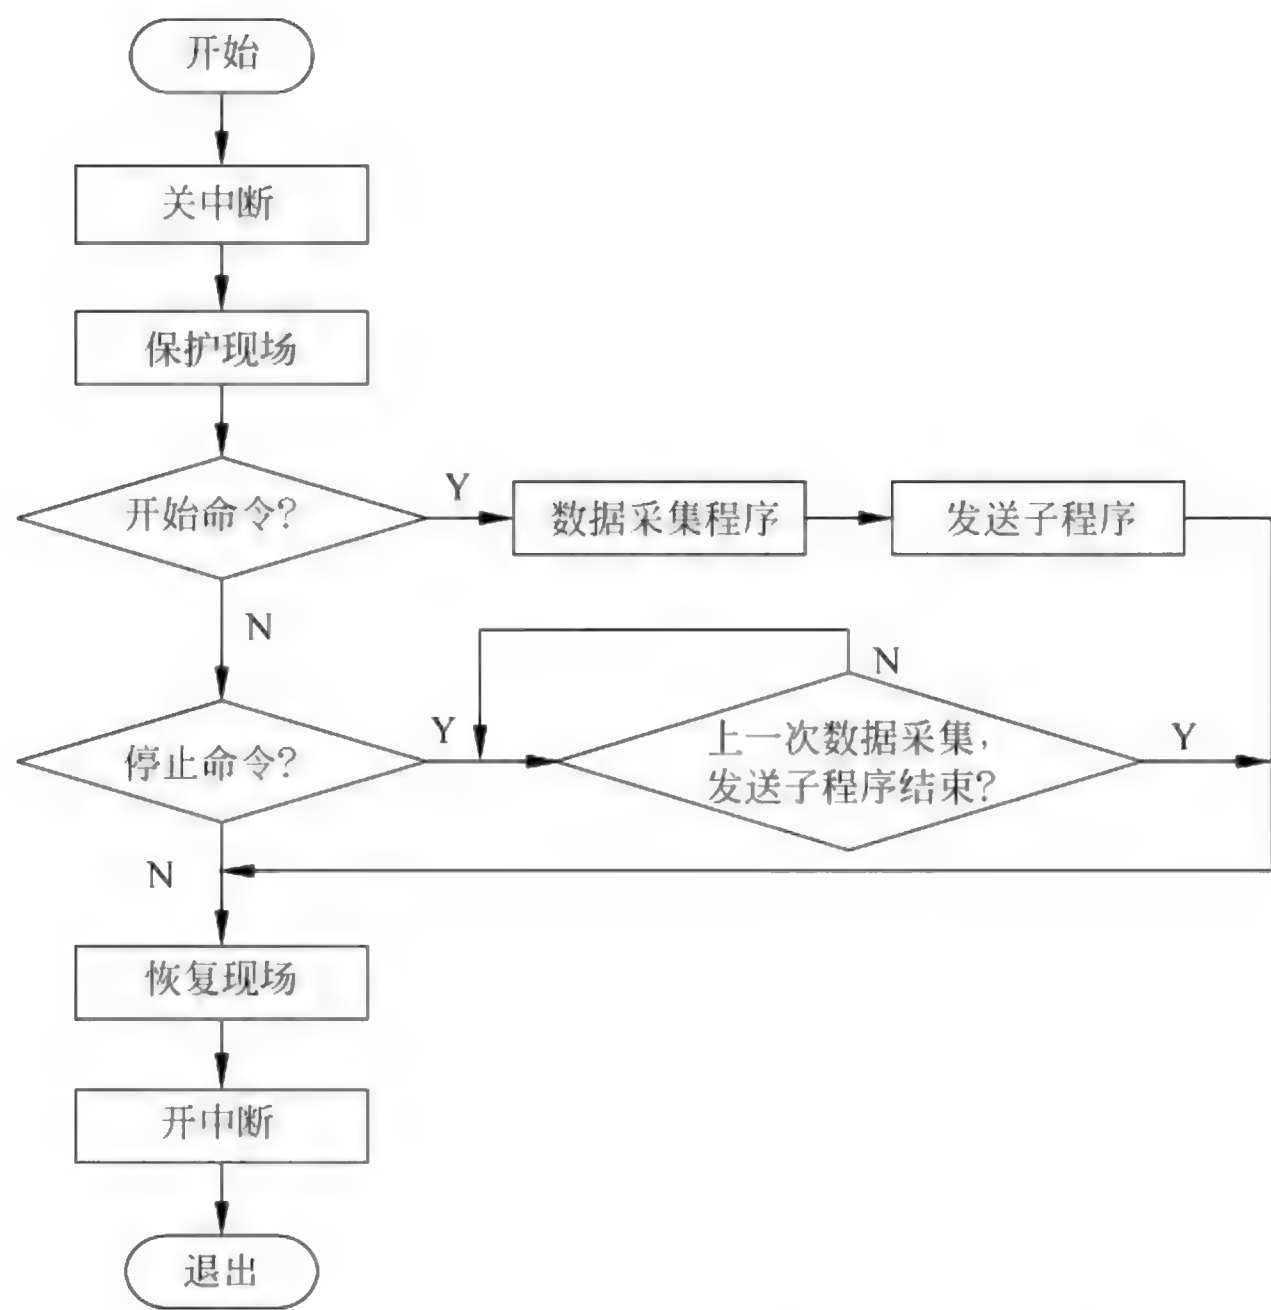 开始
关中断
保护现场
开始命令?
Y
数据采集程序
发送子程序
N
停止命令?
Y
N
上一次数据采集,
发送子程序结束?
Y
N
恢复现场
开中断
退出